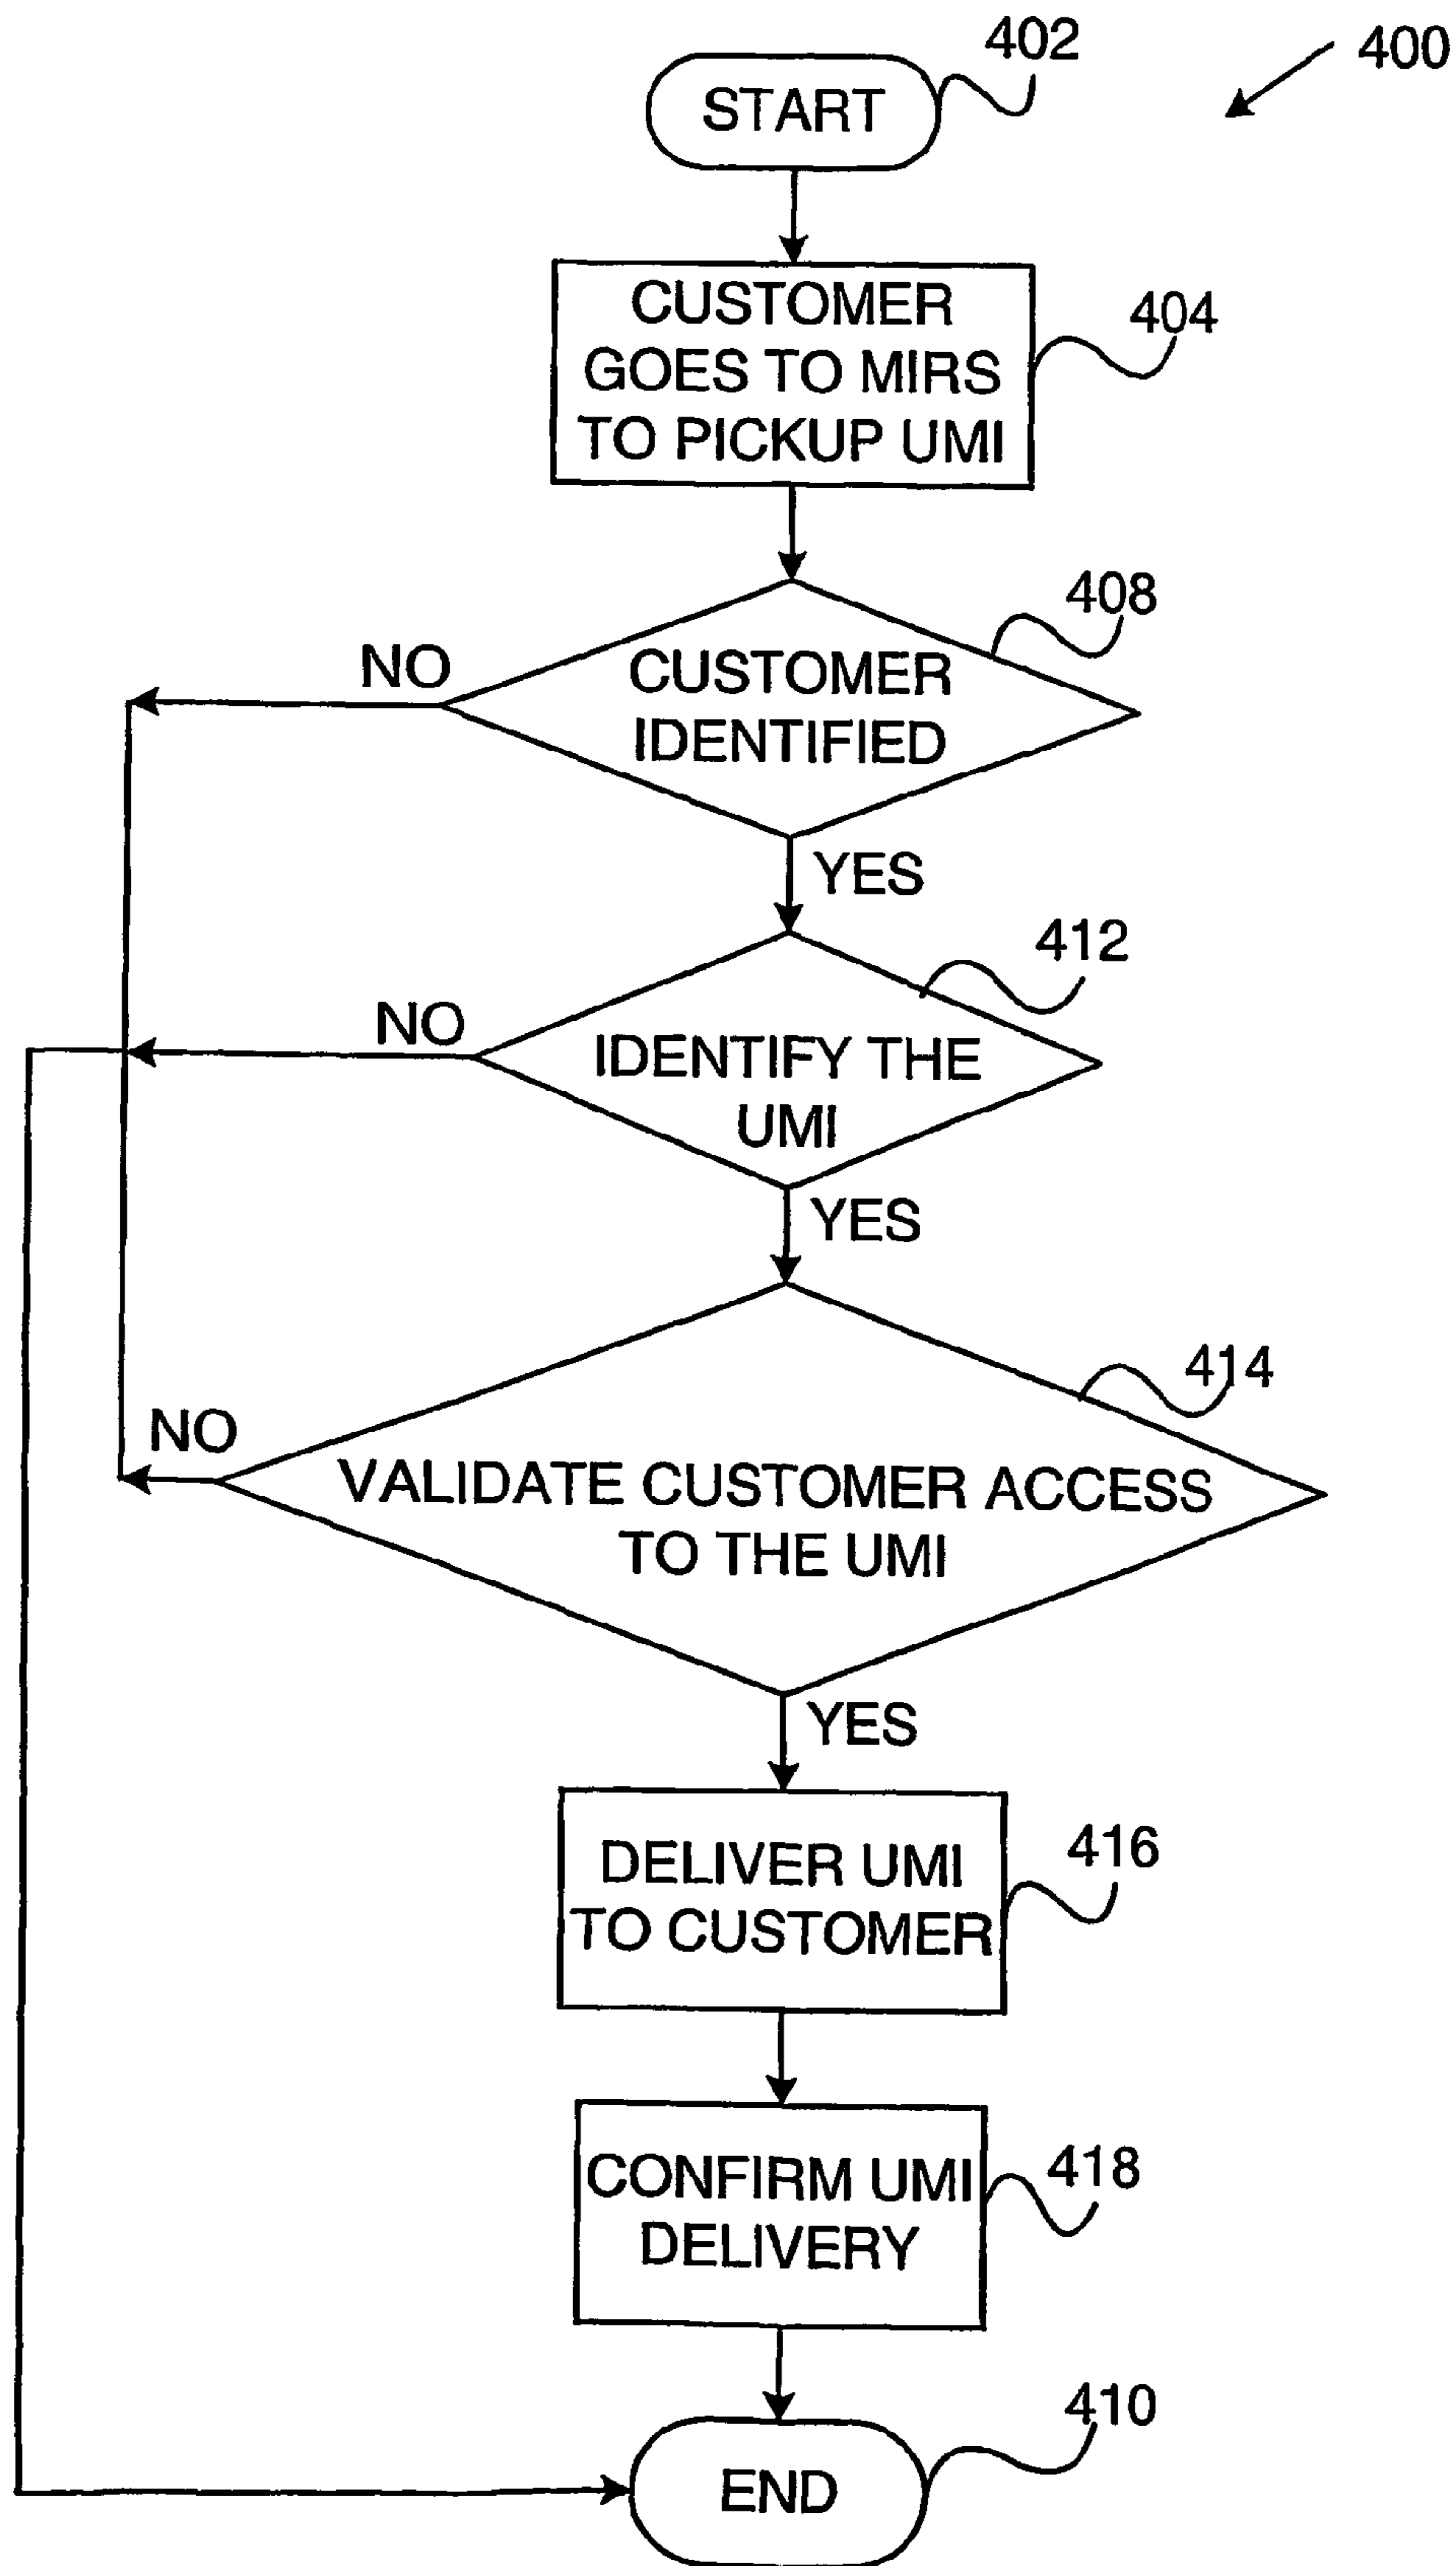 402
400
START
CUSTOMER
GOES TO MIRS
TO PICKUP UMI
404
408
NO
CUSTOMER
IDENTIFIED
YES
412
NO
IDENTIFY THE
UMI
YES
414
NO
VALIDATE CUSTOMER ACCESS
TO THE UMI
YES
DELIVER UMI
TO CUSTOMER
416
CONFIRM UMI
DELIVERY
418
410
END